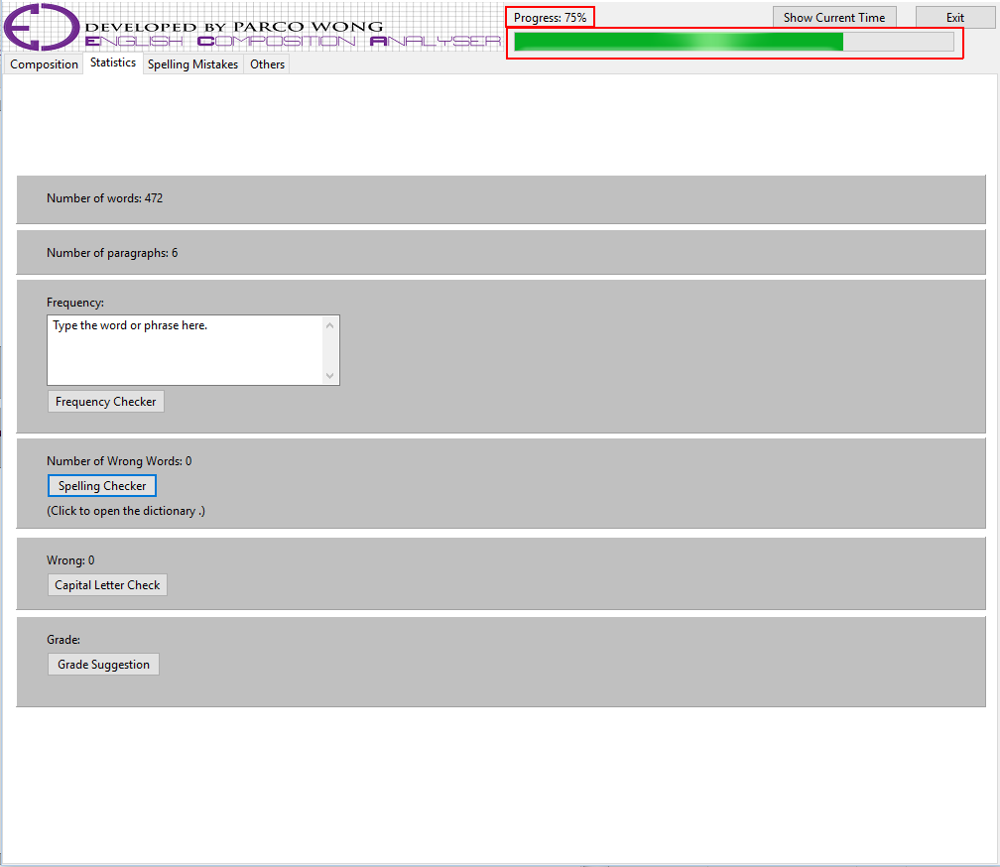 DEVELOPED BY PARCO WONG
ENGLISH COMPOSITION ANALYSER
Progress: 75%
Show Current Time
Exit
Composition
Statistics
Spelling Mistakes
Others
Number of words: 472
Number of paragraphs: 6
Frequency:
Type the word or phrase here.
Frequency Checker
Number of Wrong Words: 0
Spelling Checker
(Click to open the dictionary .)
Wrong: 0
Capital Letter Check
Grade:
Grade Suggestion